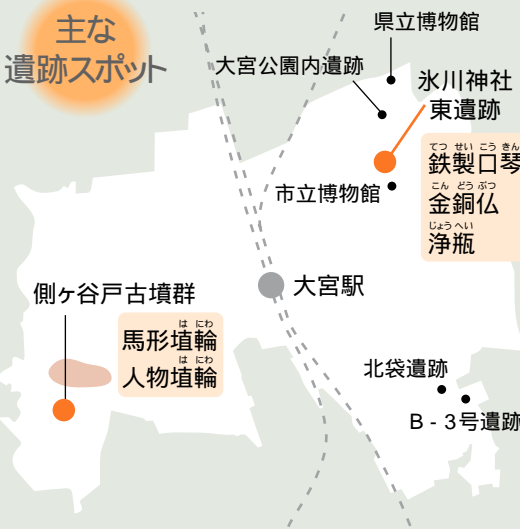 主な
遺跡スポット
県立博物館
大宮公園内遺跡
氷川神社
東遺跡
てつ せい こう きん
鉄製口琴
こん どう ぶつ
金銅仏
じょうへい
浄瓶
市立博物館
大宮駅
側ヶ谷戸古墳群
は にわ
馬形埴輪
は にわ
人物埴輪
北袋遺跡
B - 3号遺跡